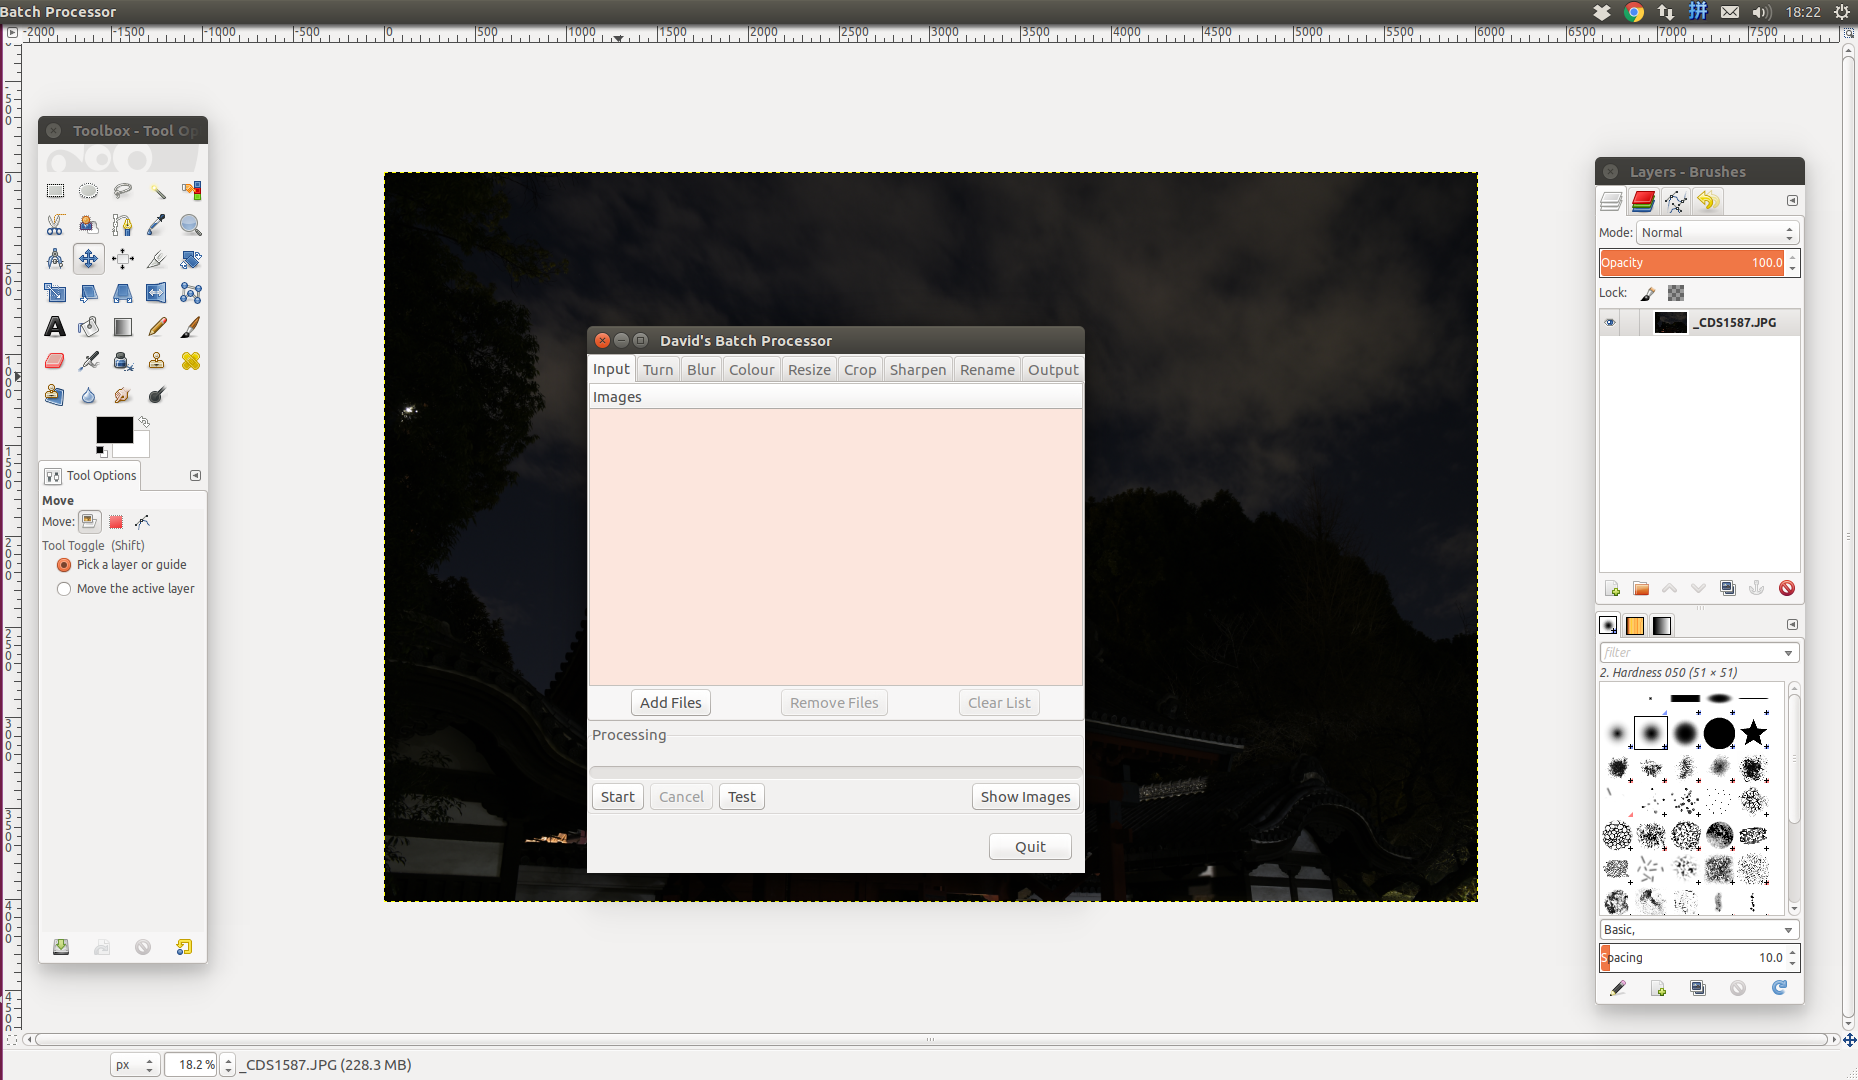 Batch Processor
18:22
-2000 -1500 -1000 -500 0 500 1000 1500 2000 2500 3000 3500 4000 4500 5000 5500 6000 6500 7000 7500
Toolbox - Tool Op
Tool Options
Move
Move:
Tool Toggle (Shift)
Pick a layer or guide
Move the active layer
David's Batch Processor
Input Turn Blur Colour Resize Crop Sharpen Rename Output
Images
Add Files Remove Files Clear List
Processing
Start Cancel Test Show Images
Quit
Layers - Brushes
Mode: Normal
Opacity 100.0
Lock:
_CDS1587.JPG
filter
2. Hardness 050 (51 × 51)
Basic,
Spacing 10.0
px 18.2 % _CDS1587.JPG (228.3 MB)